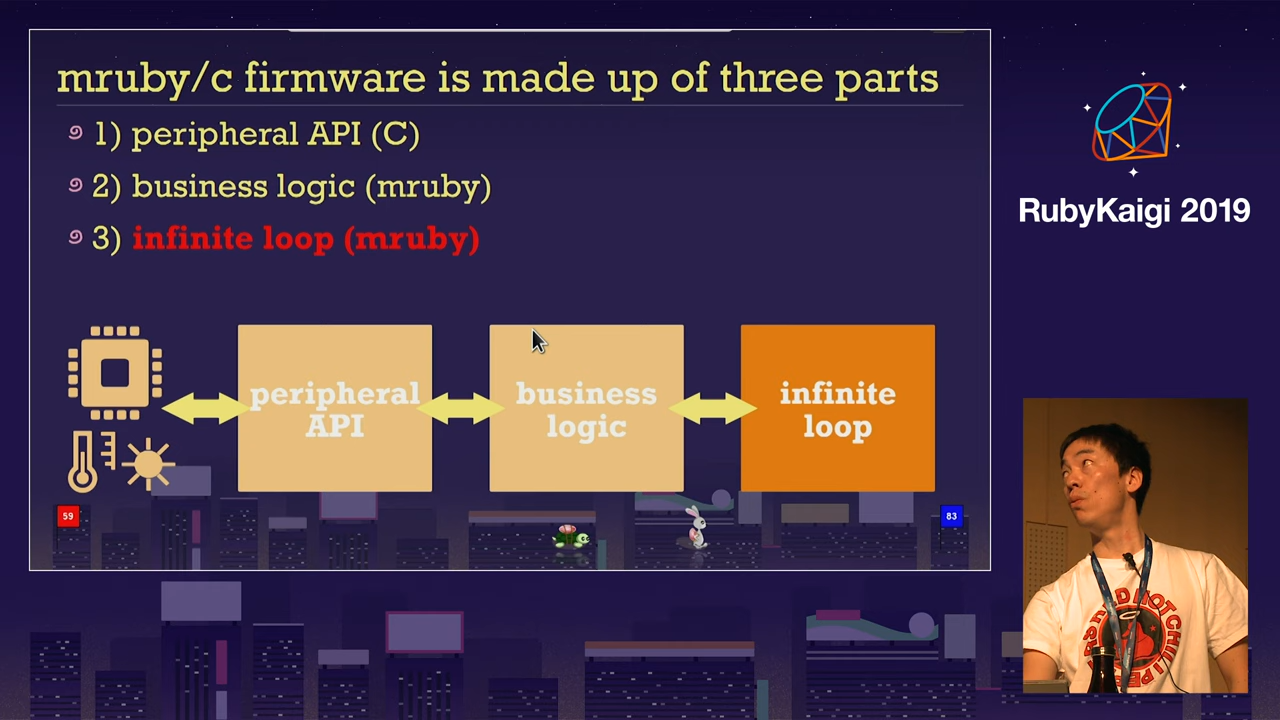 mruby/c firmware is made up of three parts
1) peripheral API (C)
2) business logic (mruby)
3) infinite loop (mruby)
peripheral
API
business
logic
infinite
loop
59
83
RubyKaigi 2019